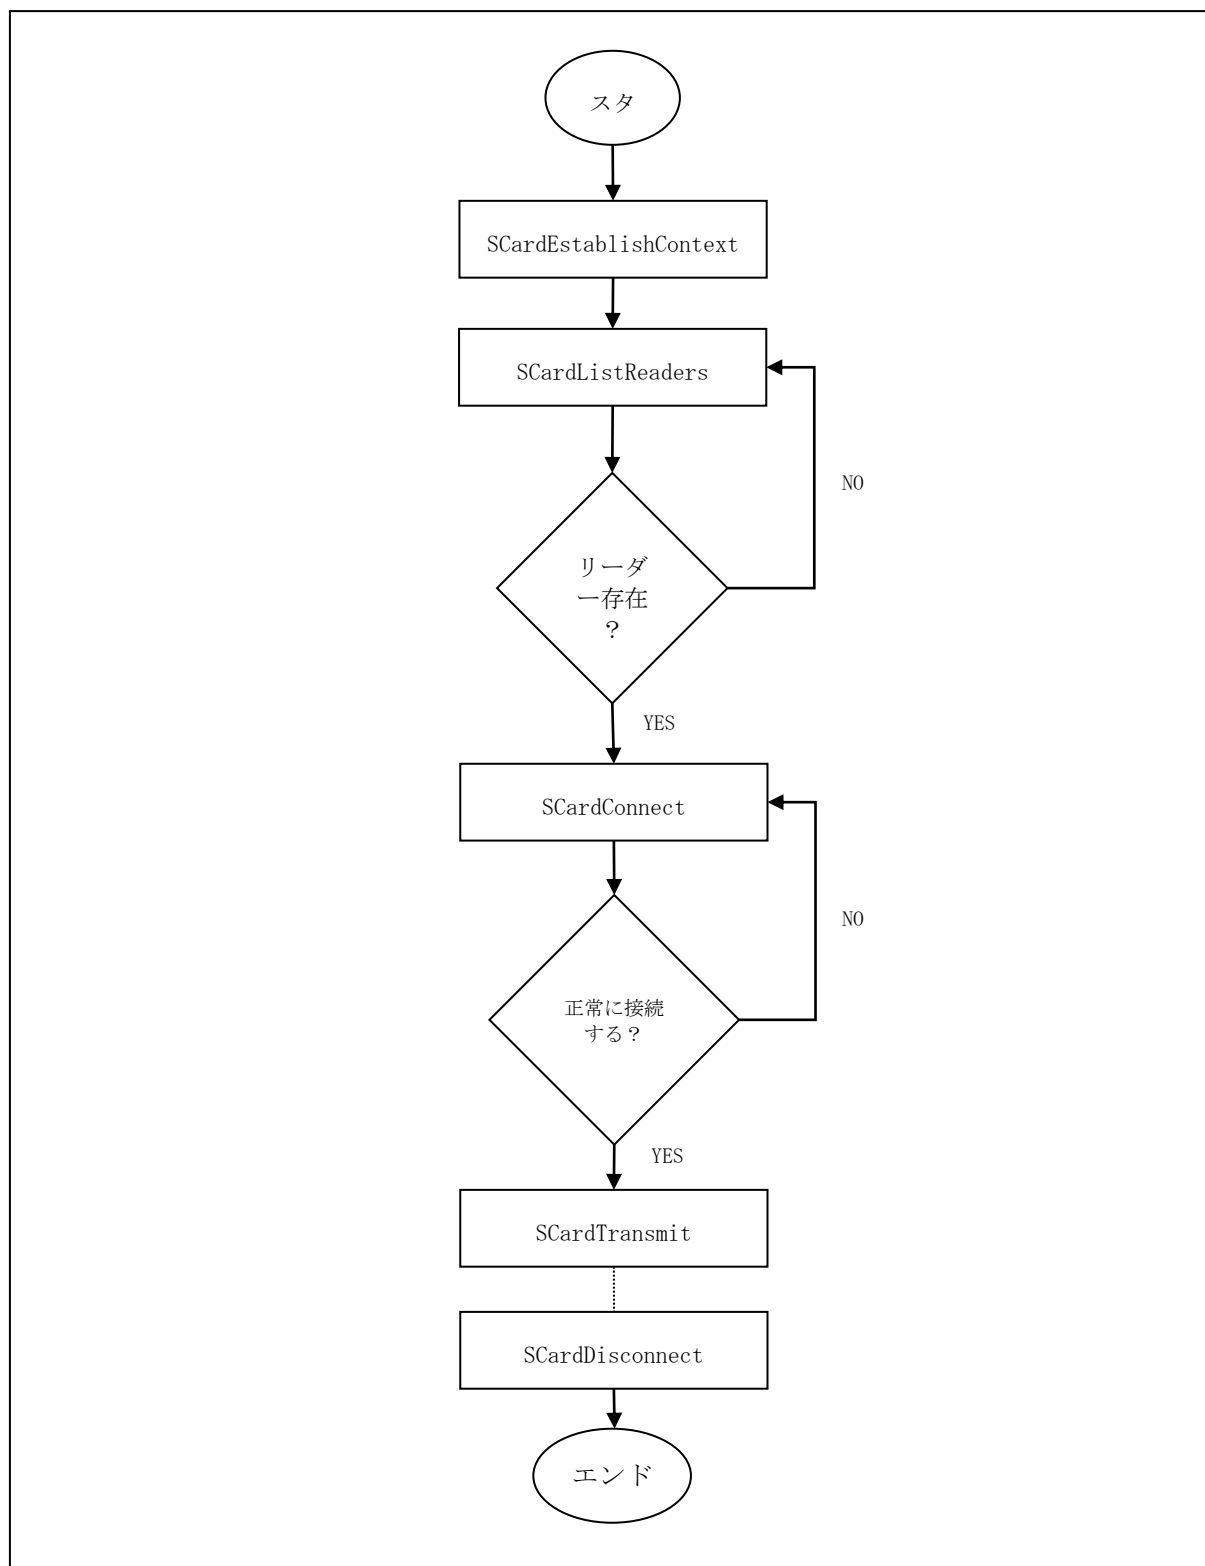 スタ
SCardEstablishContext
SCardListReaders
NO
リーダ
ー存在
？
YES
SCardConnect
NO
正常に接続
する？
YES
SCardTransmit
SCardDisconnect
エンド